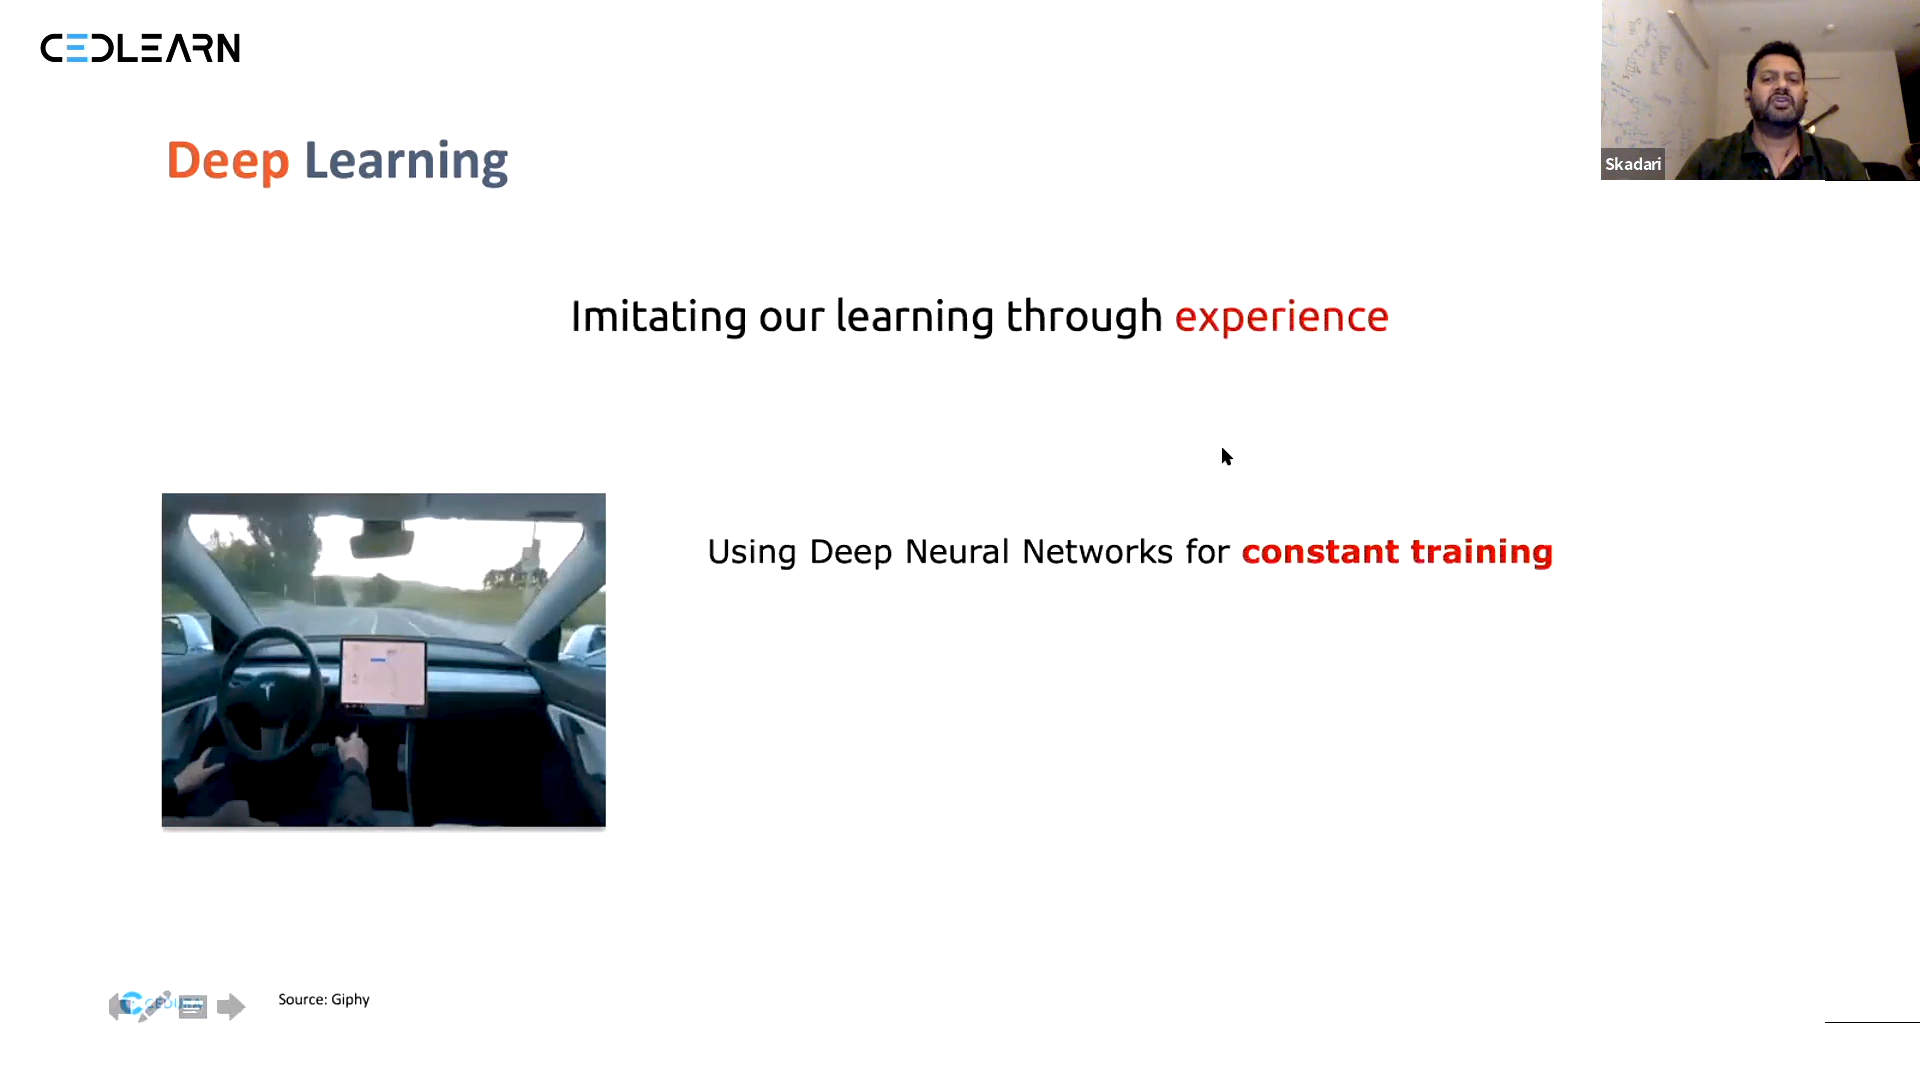 CEDLEARN
Skadari
Deep Learning
Imitating our learning through experience
Using Deep Neural Networks for constant training
Source: Giphy